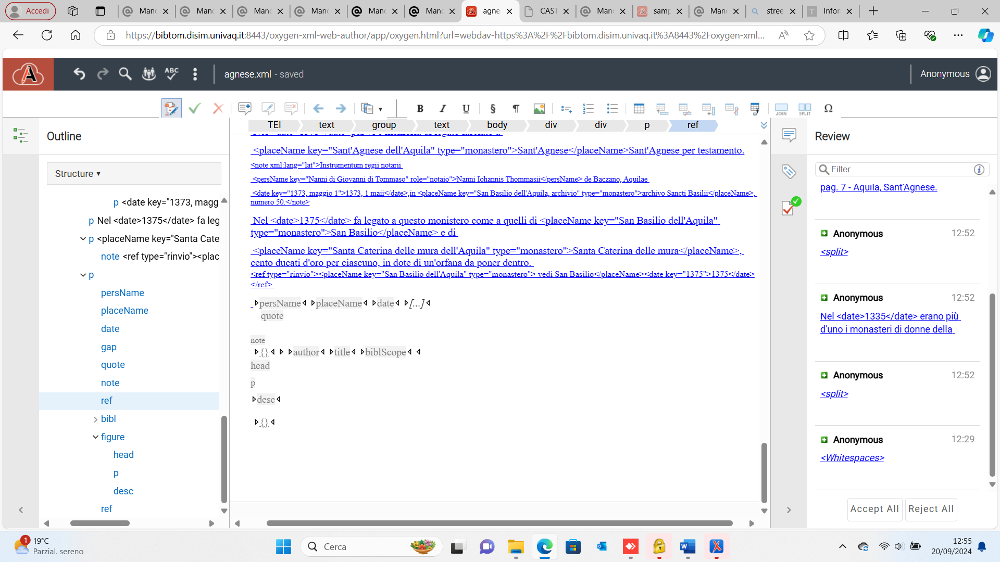 Accedi
Manc
Manc
Manc
Manc
Manc
Manc
agne
CAST
Manc
samp
Manc
stree
Infor
https://bibtom.disim.univaq.it:8443/oxygen-xml-web-author/app/oxygen.html?url=webdav-https%3A%2F%2Fbibtom.disim.univaq.it%3A8443%2Foxygen-xml...
ABC
agnese.xml - saved
Anonymous
B I U § ¶ JOIN SPLIT Ω
TEI text group text body div div p ref
Outline
Structure
p <date key="1373, magg
p Nel <date>1375</date> fa leg
p <placeName key="Santa Cate
note <ref type="rinvio"><plac
p
persName
placeName
date
gap
quote
note
ref
bibl
figure
head
p
desc
ref
<placeName key="Sant'Agnese dell'Aquila" type="monastero">Sant'Agnese</placeName>Sant'Agnese per testamento.
<note xml:lang="lat">Instrumentum regii notarii
<persName key="Nanni di Giovanni di Tommaso" role="notaio">Nanni Iohannis Thommasii</persName> de Baczano, Aquilae
<date key="1373, maggio 1">1373, 1 maii</date>,in <placeName key="San Basilio dell'Aquila, archivio" type="monastero">archivo Sancti Basilii</placeName>,
numero 50.</note>
Nel <date>1375</date> fa legato a questo monistero come a quelli di <placeName key="San Basilio dell'Aquila"
type="monastero">San Basilio</placeName> e di
<placeName key="Santa Caterina delle mura dell'Aquila" type="monastero">Santa Caterina delle mura</placeName>,
cento ducati d'oro per ciascuno, in dote di un'orfana da poner dentro.
<ref type="rinvio"><placeName key="San Basilio dell'Aquila" type="monastero"> vedi San Basilio</placeName><date key="1375">1375</date>
</ref>.
persName placeName date [...]
quote
note
{} author title biblScope
head
p
desc
{}
Review
Filter
pag. 7 - Aquila, Sant'Agnese.
Anonymous 12:52
<split>
Anonymous 12:52
Nel <date>1335</date> erano più
d'uno i monasteri di donne della
Anonymous 12:52
<split>
Anonymous 12:29
<Whitespaces>
Accept All Reject All
1
19°C
Parzial. sereno
Cerca
12:55
20/09/2024